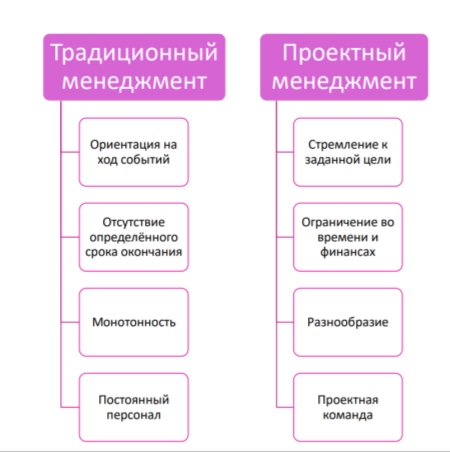 Традиционный
менеджмент
Ориентация на
ход событий
Отсутствие
определённого
срока окончания
Монотонность
Постоянный
персонал
Проектный
менеджмент
Стремление к
заданной цели
Ограничение во
времени и
финансах
Разнообразие
Проектная
команда